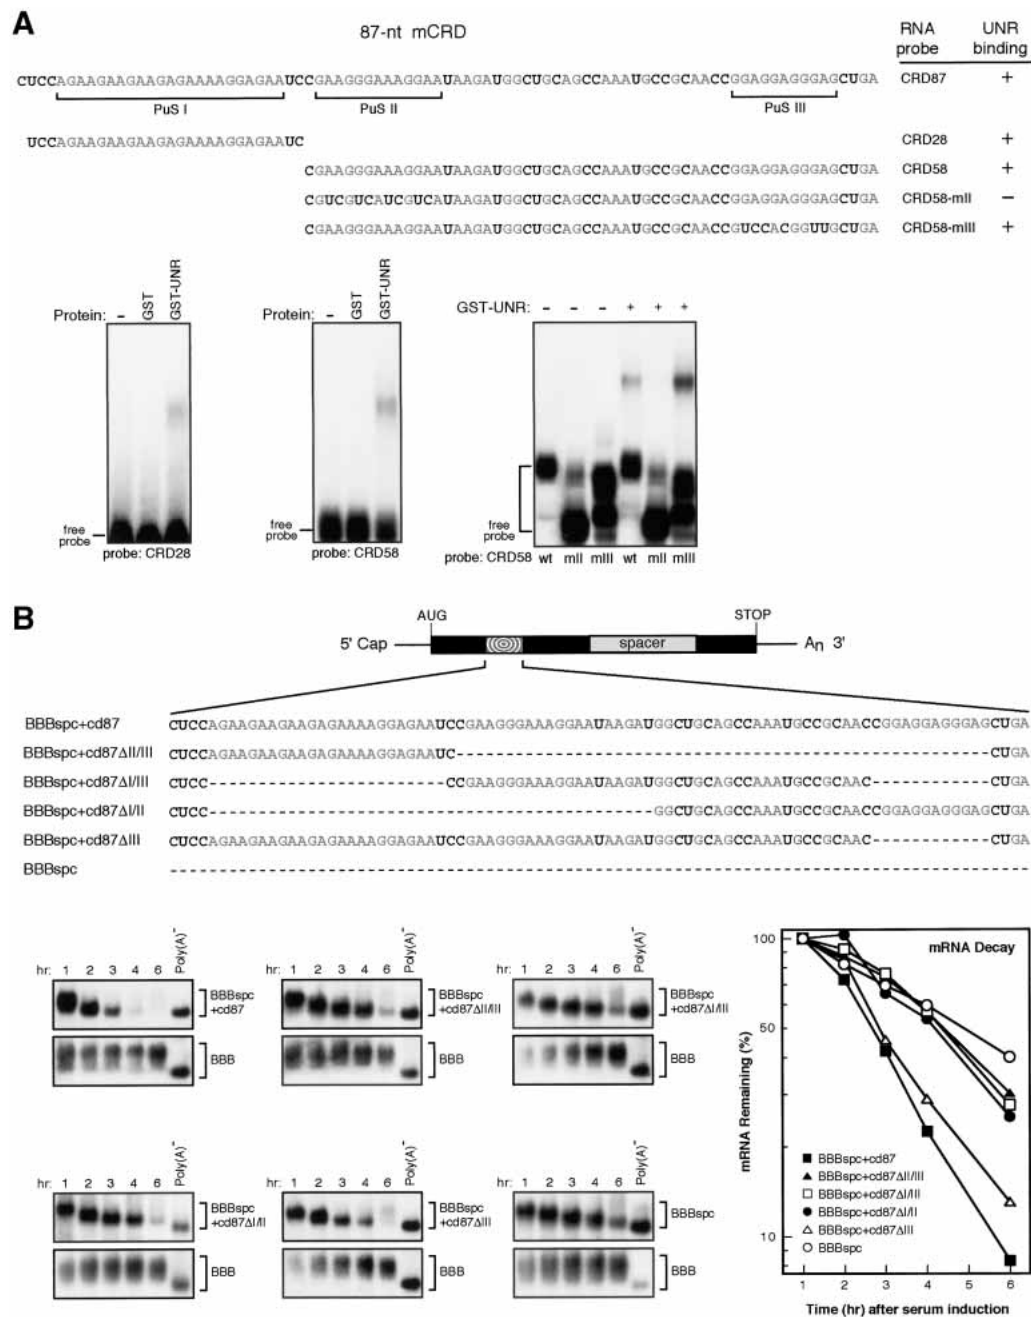 A
87-nt mCRD
RNA probe
UNR binding
CUCCAGAAGAAGAAGAGAAAAGGAGAAUCCGAAGGGAAAGGAAUAAGAUGGCUGCAGCCAAAUGCCGCAACCGGAGGAGGGAGCUGA CRD87 +
PuS I PuS II PuS III
UCCAGAAGAAGAAGAGAAAAGGAGAAUC CRD28 +
CGAAGGGAAAGGAAUAAGAUGGCUGCAGCCAAAUGCCGCAACCGGAGGAGGGAGCUGA CRD58 +
CGUCGUCAUCGUCAUAAGAUGGCUGCAGCCAAAUGCCGCAACCGGAGGAGGGAGCUGA CRD58-mII –
CGAAGGGAAAGGAAUAAGAUGGCUGCAGCCAAAUGCCGCAACCGUCCACGGUUGCUGA CRD58-mIII +
Protein: – GST GST-UNR
free probe
probe: CRD28
Protein: – GST GST-UNR
free probe
probe: CRD58
GST-UNR: – – – + + +
free probe
probe: CRD58 wt mII mIII wt mII mIII
B
AUG STOP
5' Cap spacer An 3'
BBBspc+cd87 CUCCAGAAGAAGAAGAGAAAAGGAGAAUCCGAAGGGAAAGGAAUAAGAUGGCUGCAGCCAAAUGCCGCAACCGGAGGAGGGAGCUGA
BBBspc+cd87ΔII/III CUCCAGAAGAAGAAGAGAAAAGGAGAAUC------------------------------------------------------CUGA
BBBspc+cd87ΔI/III CUCC------------------------CCGAAGGGAAAGGAAUAAGAUGGCUGCAGCCAAAUGCCGCAAC------------CUGA
BBBspc+cd87ΔI/II CUCC---------------------------------------------GGCUGCAGCCAAAUGCCGCAACCGGAGGAGGGAGCUGA
BBBspc+cd87ΔIII CUCCAGAAGAAGAAGAGAAAAGGAGAAUCCGAAGGGAAAGGAAUAAGAUGGCUGCAGCCAAAUGCCGCAAC------------CUGA
BBBspc ---------------------------------------------------------------------------------------
hr: 1 2 3 4 6 Poly(A)⁻
BBBspc +cd87
BBB
hr: 1 2 3 4 6 Poly(A)⁻
BBBspc +cd87ΔII/III
BBB
hr: 1 2 3 4 6 Poly(A)⁻
BBBspc +cd87ΔI/III
BBB
hr: 1 2 3 4 6 Poly(A)⁻
BBBspc +cd87ΔI/II
BBB
hr: 1 2 3 4 6 Poly(A)⁻
BBBspc +cd87ΔIII
BBB
hr: 1 2 3 4 6 Poly(A)⁻
BBBspc
BBB
mRNA Decay
mRNA Remaining (%)
100
50
10
BBBspc+cd87
BBBspc+cd87ΔII/III
BBBspc+cd87ΔI/III
BBBspc+cd87ΔI/II
BBBspc+cd87ΔIII
BBBspc
1 2 3 4 5 6
Time (hr) after serum induction